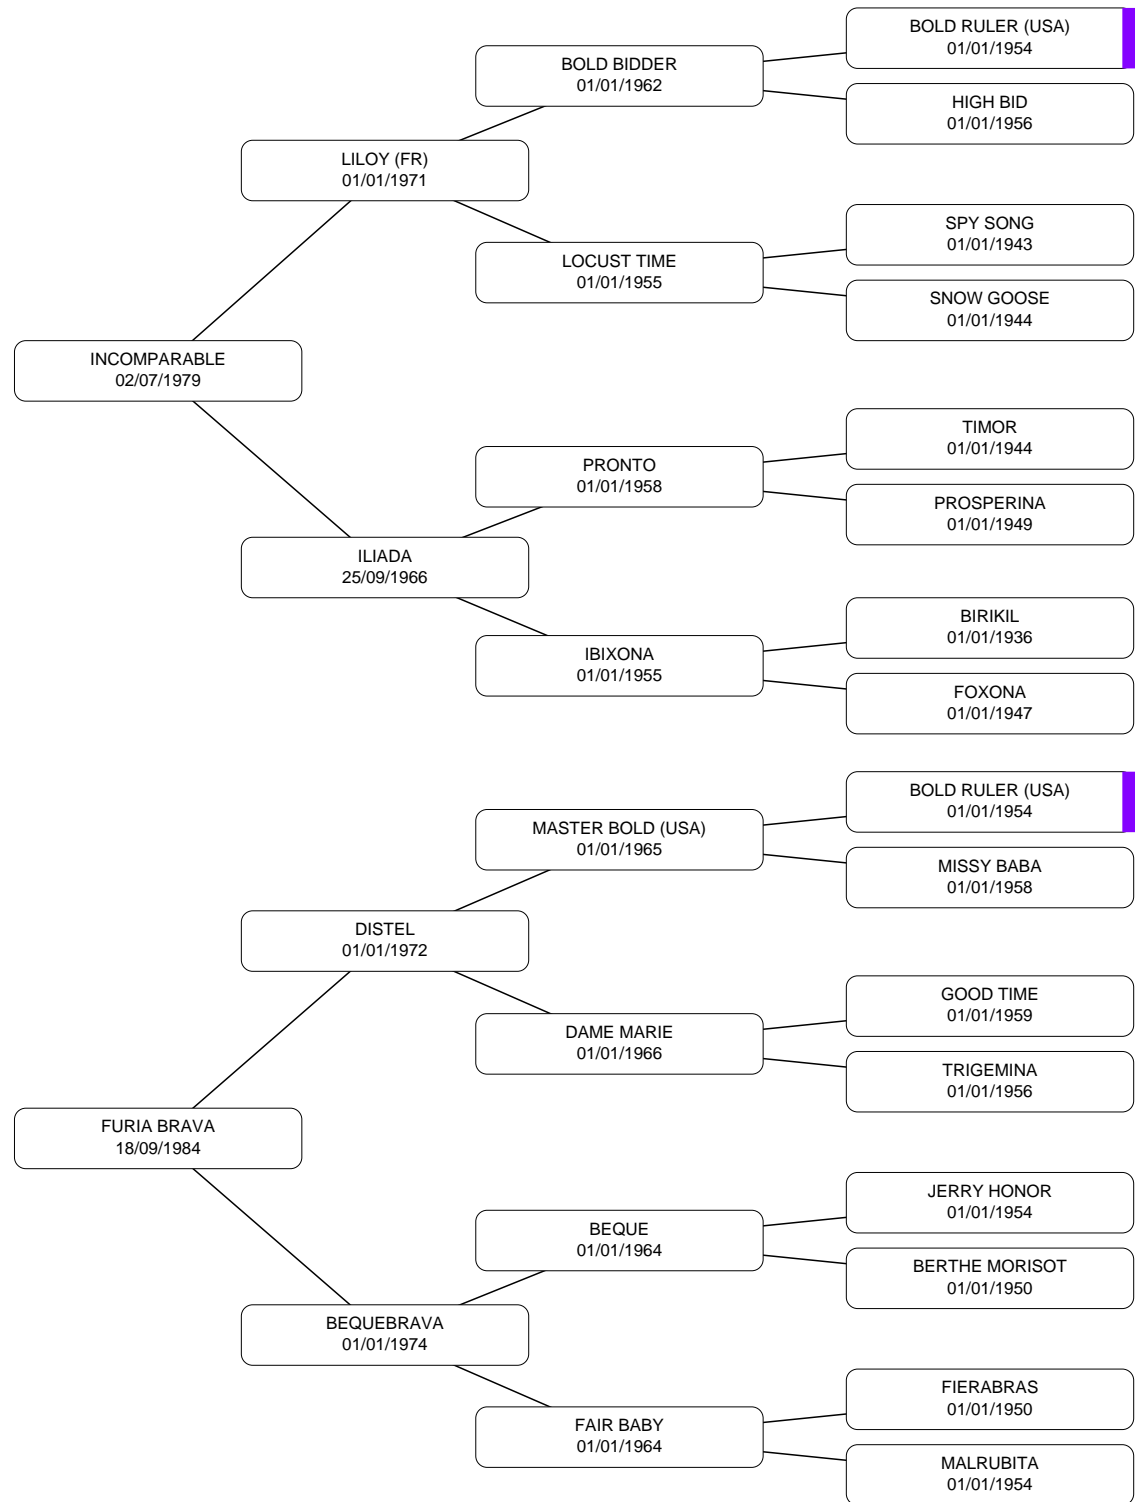 BOLD RULER (USA)
01/01/1954
BOLD BIDDER
01/01/1962
HIGH BID
01/01/1956
LILOY (FR)
01/01/1971
SPY SONG
01/01/1943
LOCUST TIME
01/01/1955
SNOW GOOSE
01/01/1944
INCOMPARABLE
02/07/1979
TIMOR
01/01/1944
PRONTO
01/01/1958
PROSPERINA
01/01/1949
ILIADA
25/09/1966
BIRIKIL
01/01/1936
IBIXONA
01/01/1955
FOXONA
01/01/1947
BOLD RULER (USA)
01/01/1954
MASTER BOLD (USA)
01/01/1965
MISSY BABA
01/01/1958
DISTEL
01/01/1972
GOOD TIME
01/01/1959
DAME MARIE
01/01/1966
TRIGEMINA
01/01/1956
FURIA BRAVA
18/09/1984
JERRY HONOR
01/01/1954
BEQUE
01/01/1964
BERTHE MORISOT
01/01/1950
BEQUEBRAVA
01/01/1974
FIERABRAS
01/01/1950
FAIR BABY
01/01/1964
MALRUBITA
01/01/1954